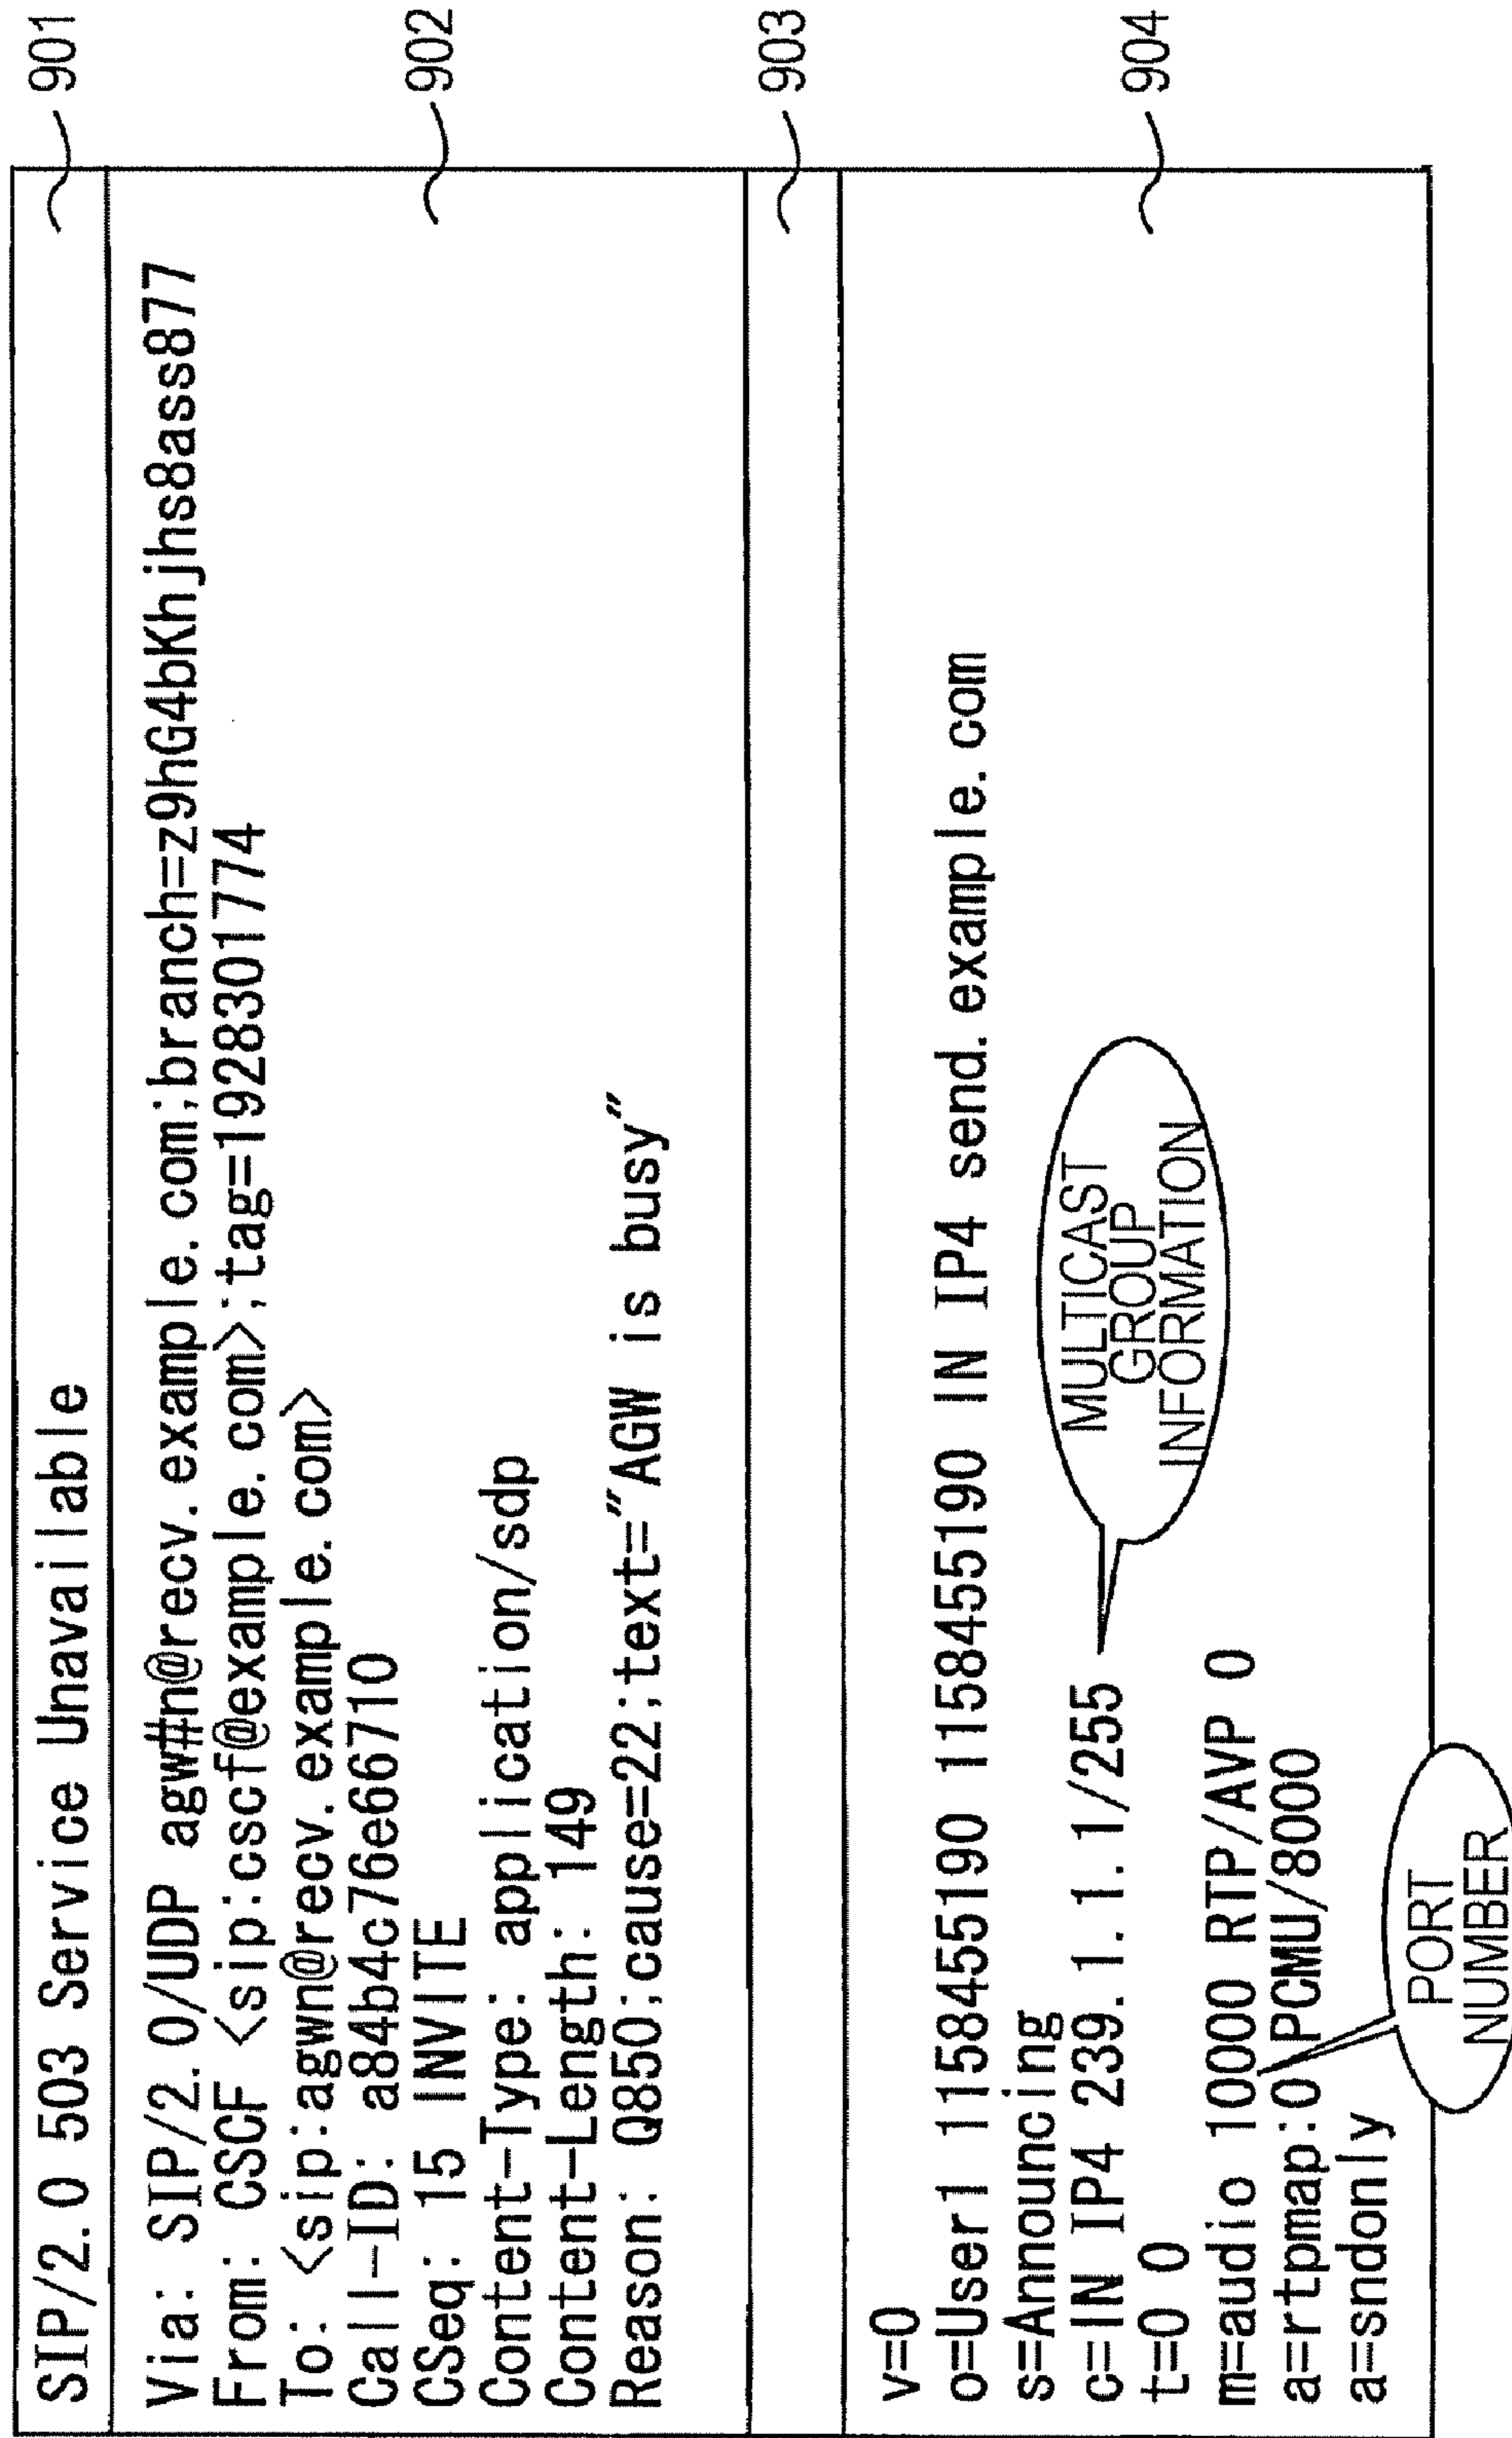 SIP/2.0 503 Service Unavailable
901
Via: SIP/2.0/UDP agw#n@recv.example.com;branch=z9hG4bKhjhs8ass877
From: CSCF <sip:cscf@example.com>;tag=1928301774
To: <sip:agwn@recv.example.com>
Call-ID: a84b4c76e66710
CSeq: 15 INVITE
Content-Type: application/sdp
Content-Length: 149
Reason: Q850;cause=22;text="AGW is busy"
902
903
v=0
o=User1 1158455190 1158455190 IN IP4 send.example.com
s=Announcing
c=IN IP4 239.1.1.1/255
t=0 0
m=audio 10000 RTP/AVP 0
a=rtpmap:0 PCMU/8000
a=sndonly
904
MULTICAST
GROUP
INFORMATION
PORT
NUMBER